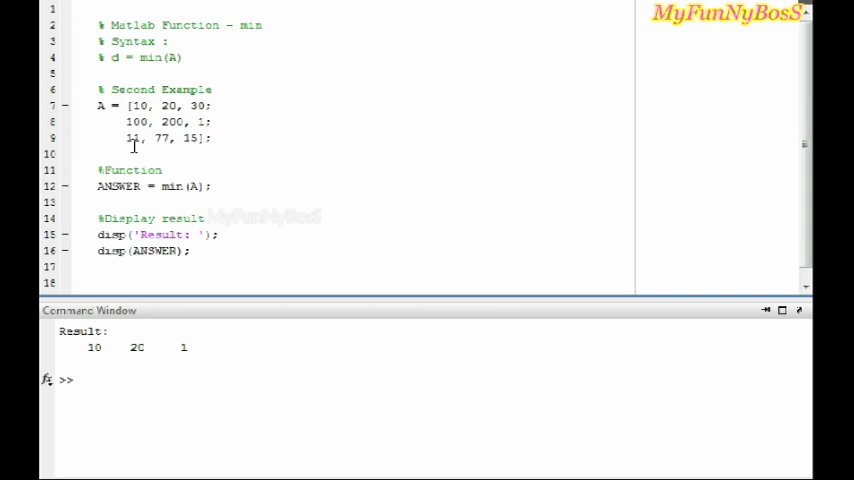 MyFunNyBosS
1
2 % Matlab Function - min
3 % Syntax :
4 % d = min(A)
5
6 % Second Example
7 - A = [10, 20, 30;
8 100, 200, 1;
9 11, 77, 15];
10
11 %Function
12 - ANSWER = min(A);
13
14 %Display result
MyFunNyBosS
15 - disp('Result: ');
16 - disp(ANSWER);
17
18
Command Window
Result:
10 20 1
fx >>